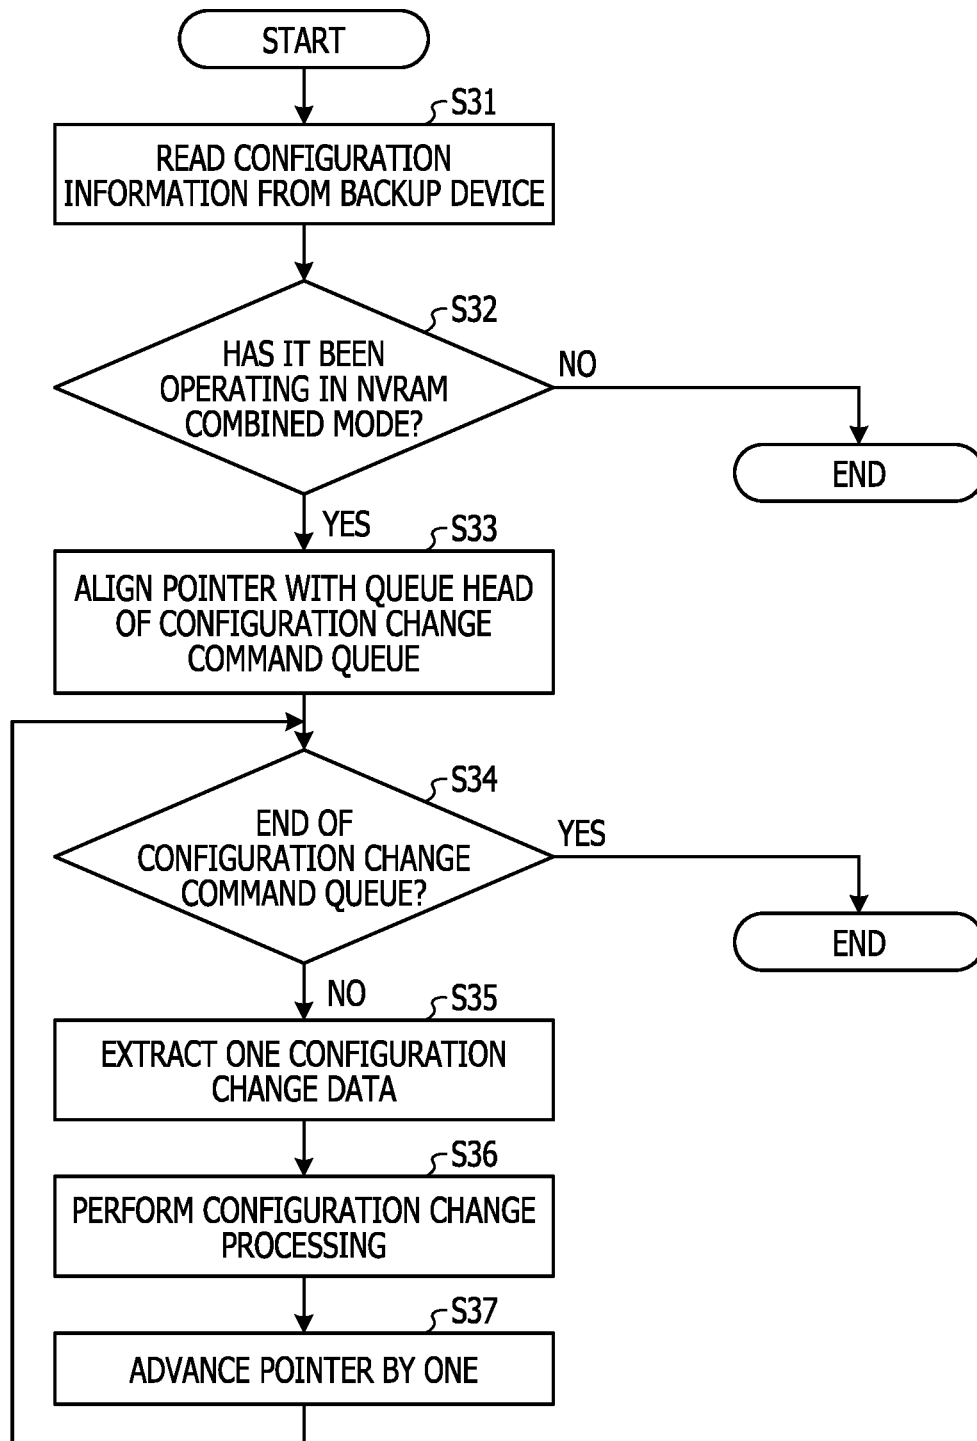 START
S31
READ CONFIGURATION
INFORMATION FROM BACKUP DEVICE
S32
HAS IT BEEN
OPERATING IN NVRAM
COMBINED MODE?
NO
END
YES
S33
ALIGN POINTER WITH QUEUE HEAD
OF CONFIGURATION CHANGE
COMMAND QUEUE
S34
END OF
CONFIGURATION CHANGE
COMMAND QUEUE?
YES
END
NO
S35
EXTRACT ONE CONFIGURATION
CHANGE DATA
S36
PERFORM CONFIGURATION CHANGE
PROCESSING
S37
ADVANCE POINTER BY ONE